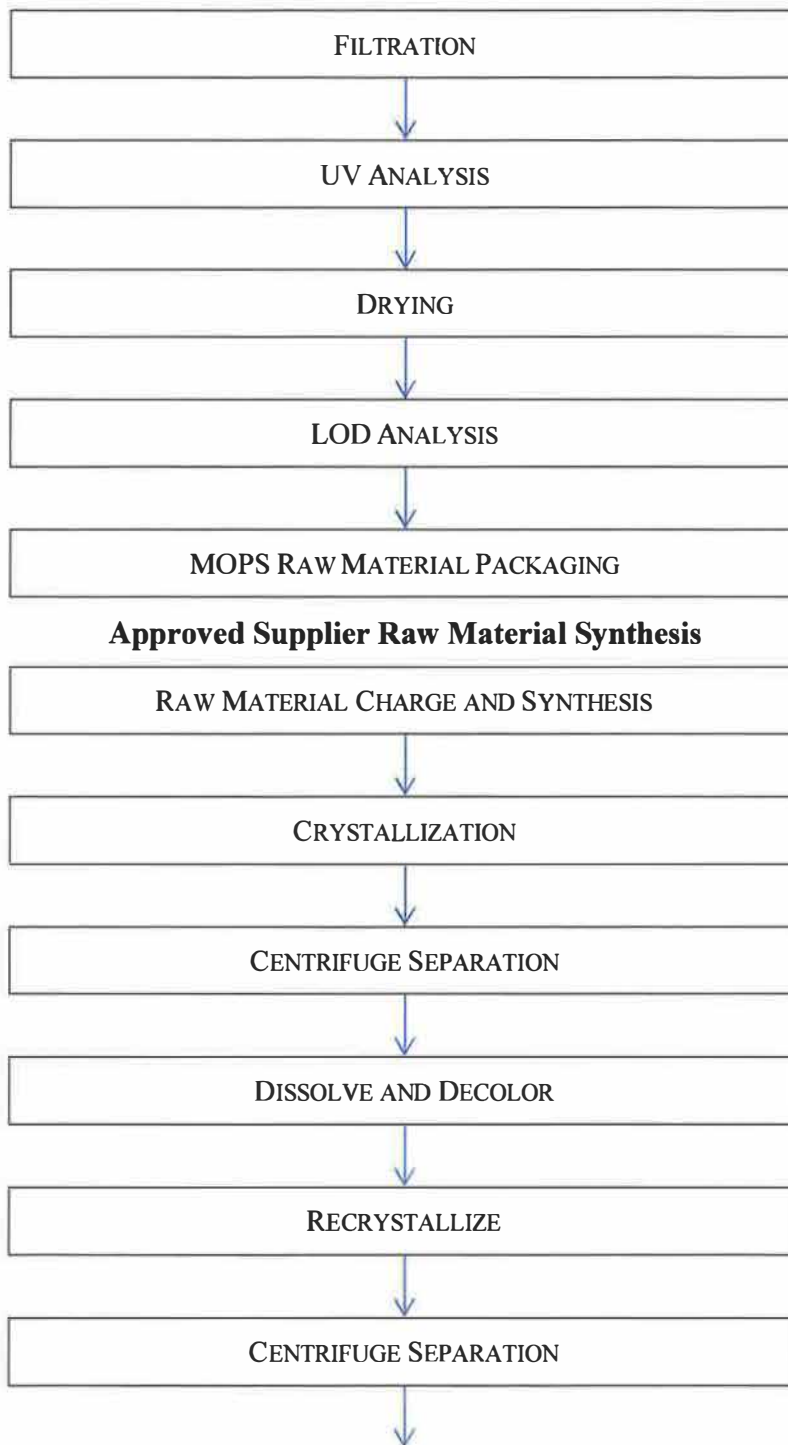 FILTRATION
UV ANALYSIS
DRYING
LOD ANALYSIS
MOPS RAW MATERIAL PACKAGING
Approved Supplier Raw Material Synthesis
RAW MATERIAL CHARGE AND SYNTHESIS
CRYSTALLIZATION
CENTRIFUGE SEPARATION
DISSOLVE AND DECOLOR
RECRYSTALLIZE
CENTRIFUGE SEPARATION